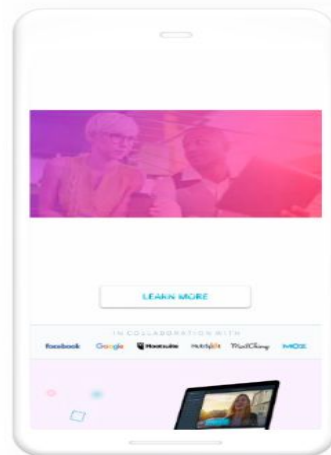 LEARN MORE
IN COLLABORATION WITH
facebook Google Hootsuite HubSpot MailChimp MOZ